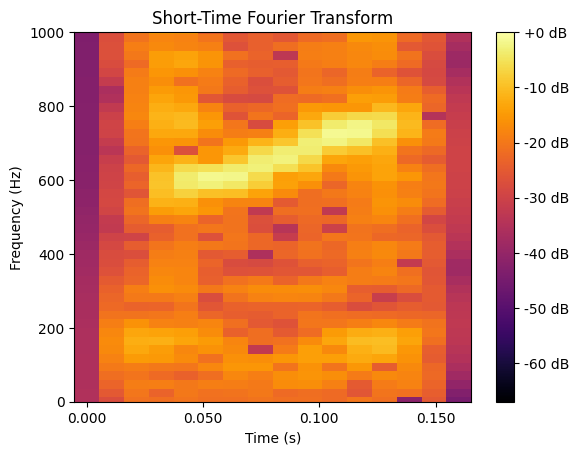 Short-Time Fourier Transform
1000
800
600
400
200
0
Frequency (Hz)
0.000
0.050
0.100
0.150
Time (s)
+0 dB
-10 dB
-20 dB
-30 dB
-40 dB
-50 dB
-60 dB